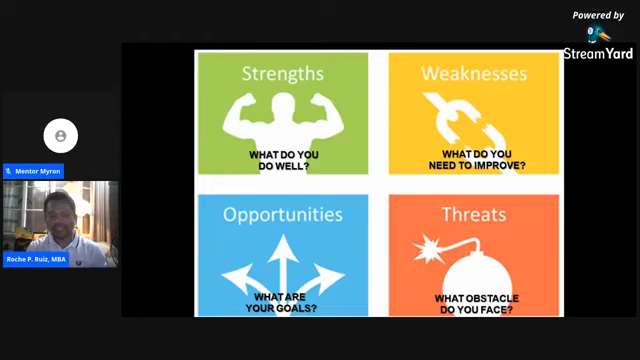 Powered by
StreamYard
Strengths
WHAT DO YOU
DO WELL?
Weaknesses
WHAT DO YOU
NEED TO IMPROVE?
Mentor Myron
Roche P. Ruiz, MBA
Opportunities
WHAT ARE
YOUR GOALS?
Threats
WHAT OBSTACLE
DO YOU FACE?